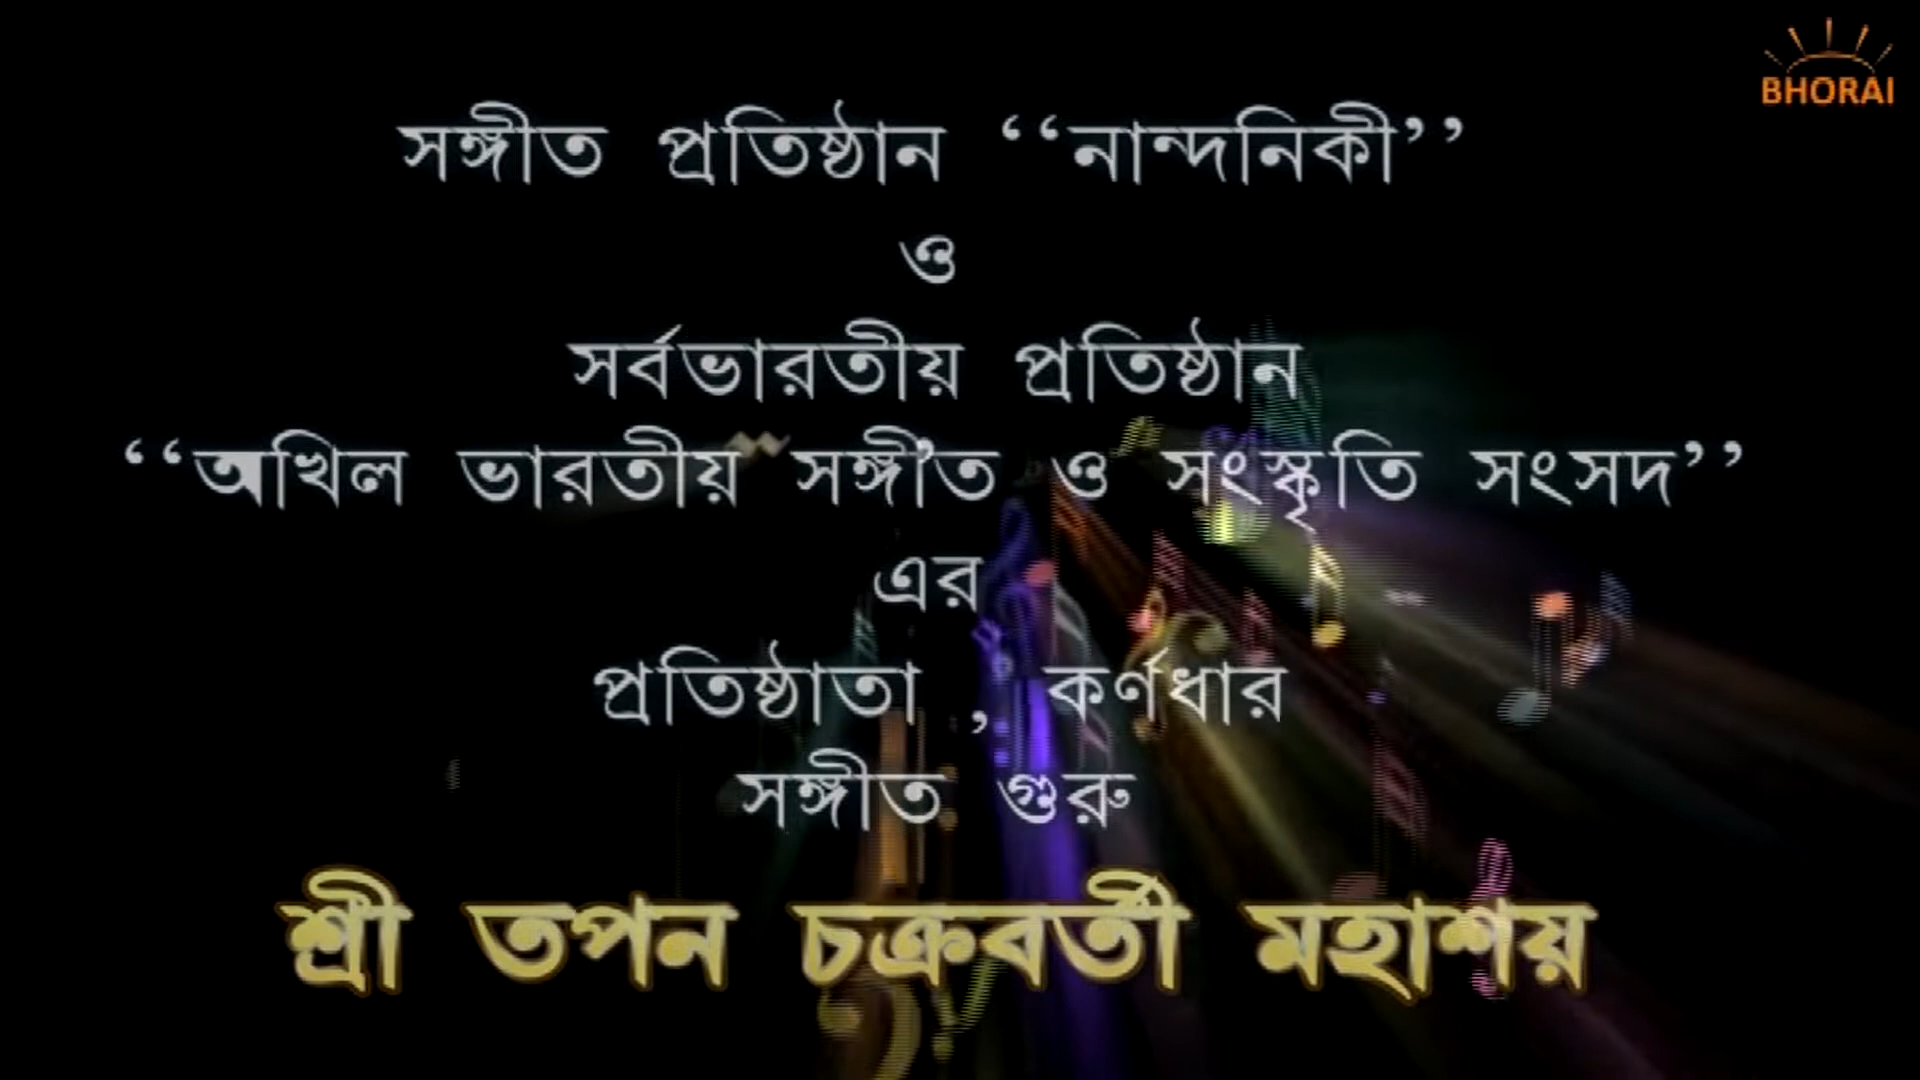 BHORAI
সঙ্গীত প্রতিষ্ঠান ‘‘নান্দনিকী’’
ও
সর্বভারতীয় প্রতিষ্ঠান
‘‘অখিল ভারতীয় সঙ্গীত ও সংস্কৃতি সংসদ’’
এর
প্রতিষ্ঠাতা , কর্ণধার
সঙ্গীত গুরু
শ্রী তপন চক্রবর্তী মহাশয়